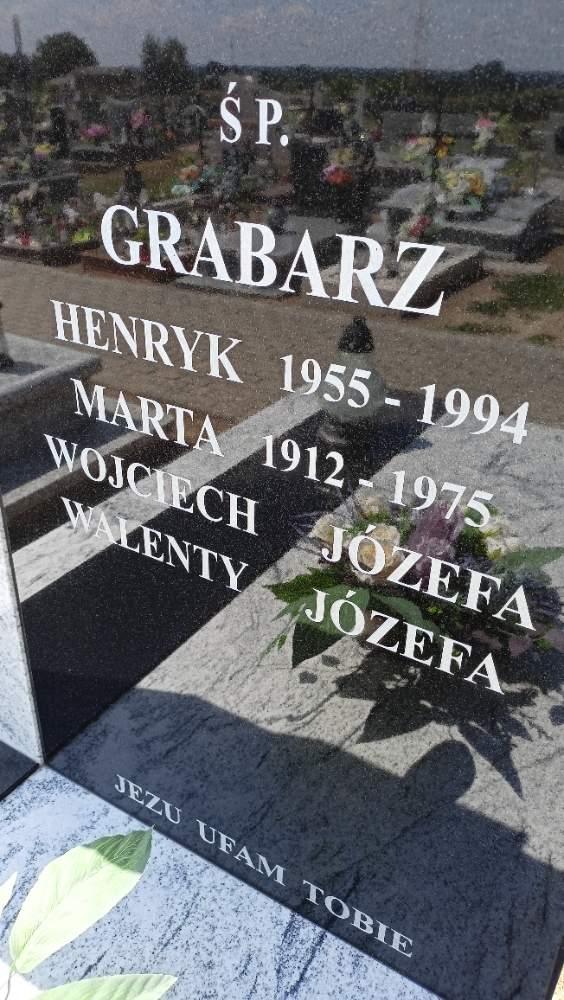 Ś P.
GRABARZ
HENRYK 1955 - 1994
MARTA 1912 - 1975
WOJCIECH JÓZEFA
WALENTY JÓZEFA
JEZU UFAM TOBIE